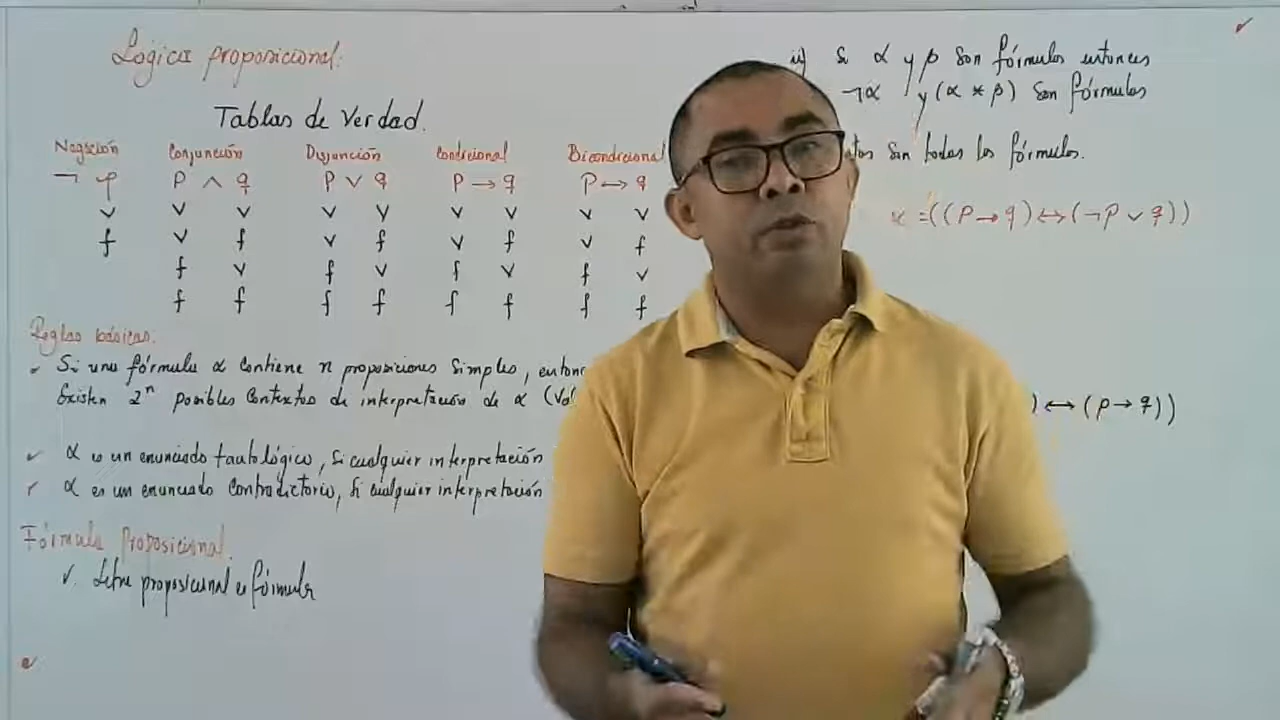 Lógica proposicional:
Tablas de Verdad.
Negación Conjunción Disyunción Condicional Bicondicional
¬ p p ∧ q p ∨ q p → q p ↔ q
v v v v v v v v v
f v f v f v f v f
f v f v f v f v
f f f f f f f f
Reglas básicas.
✓ Si una fórmula α contiene n proposiciones simples,
Existen 2ⁿ posibles Contextos de interpretación de α
✓ α es un enunciado tautológico, Si cualquier interpretación
✓ α es un enunciado Contradictorio, Si cualquier interpretación
Fórmula Proposicional.
✓. Letra proposicional es fórmula
ii) Si α y β son fórmulas entonces
¬α y (α * β) son fórmulas
son todas las fórmulas.
α =((p → q) ↔ (¬p ∨ q))
) ↔ (p → q))